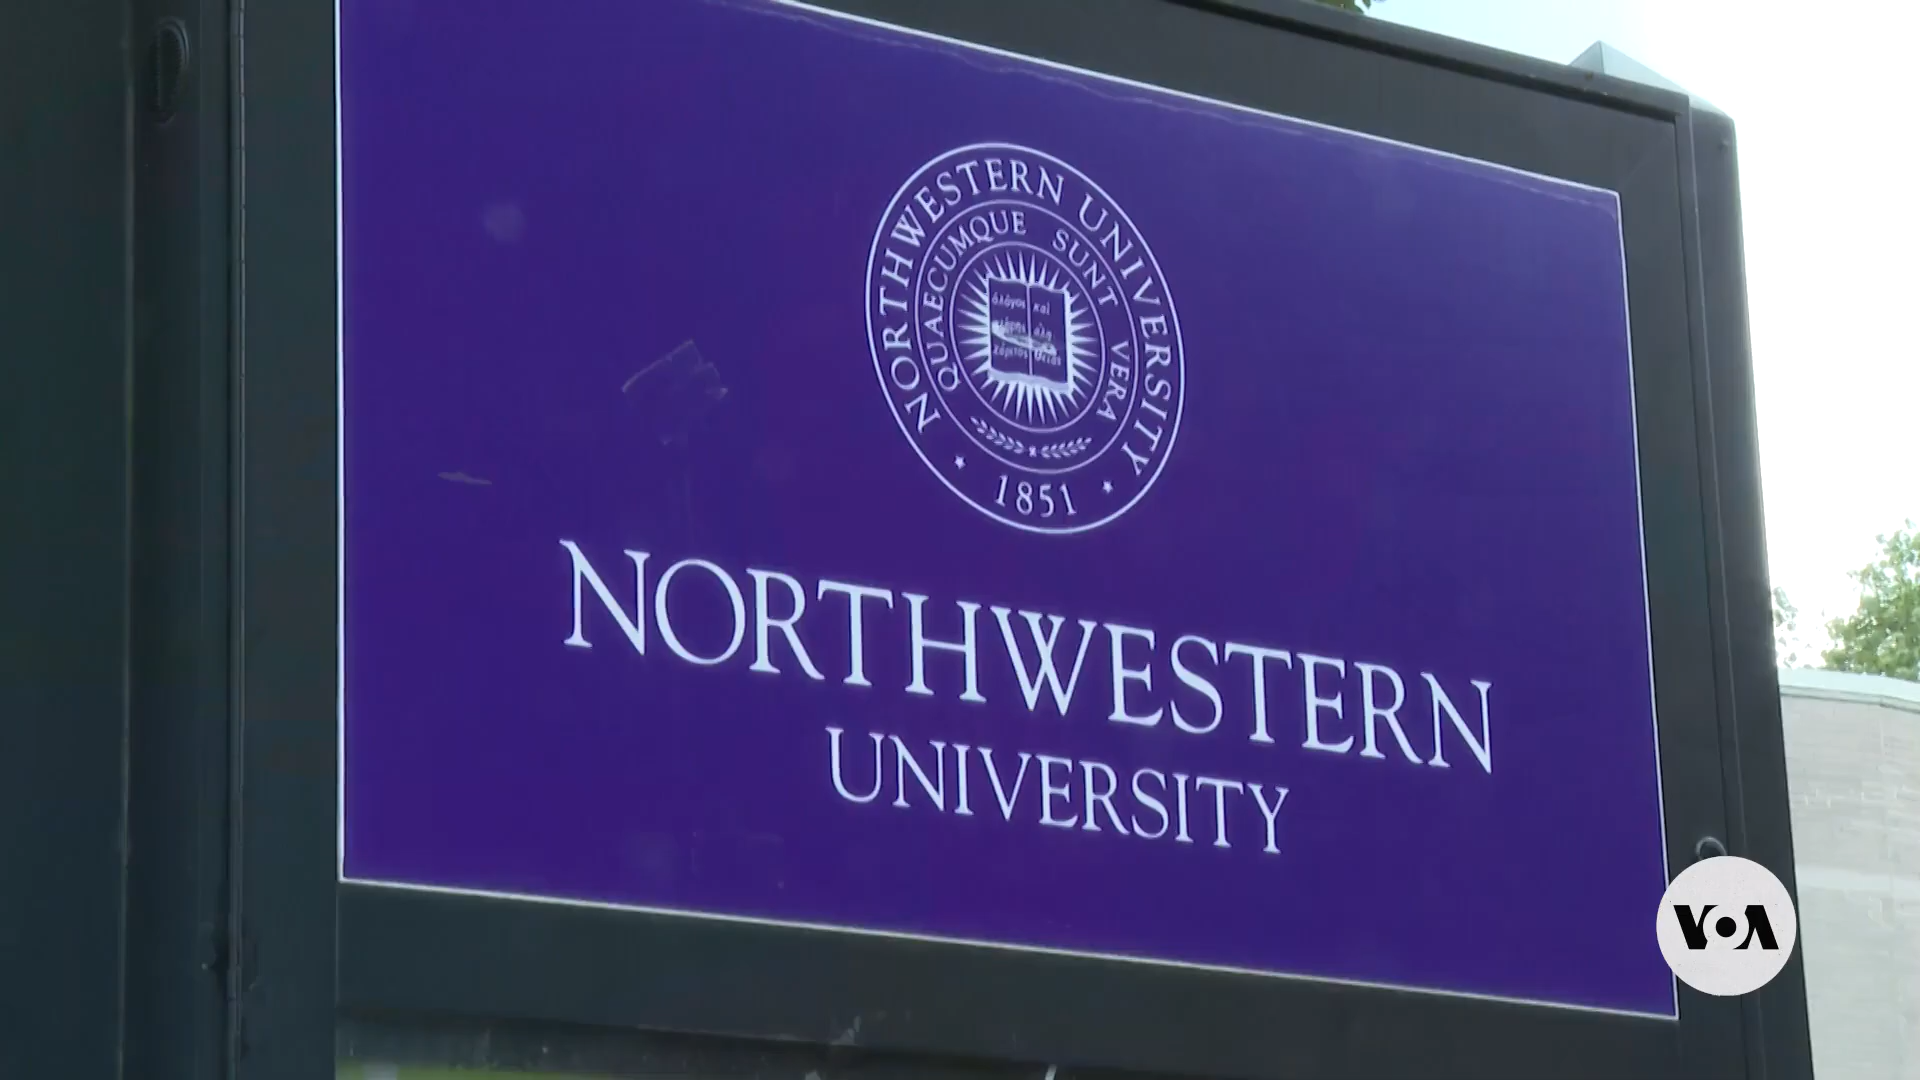 NORTHWESTERN UNIVERSITY
QUAECUMQUE SUNT VERA
1851
NORTHWESTERN
UNIVERSITY
VOA